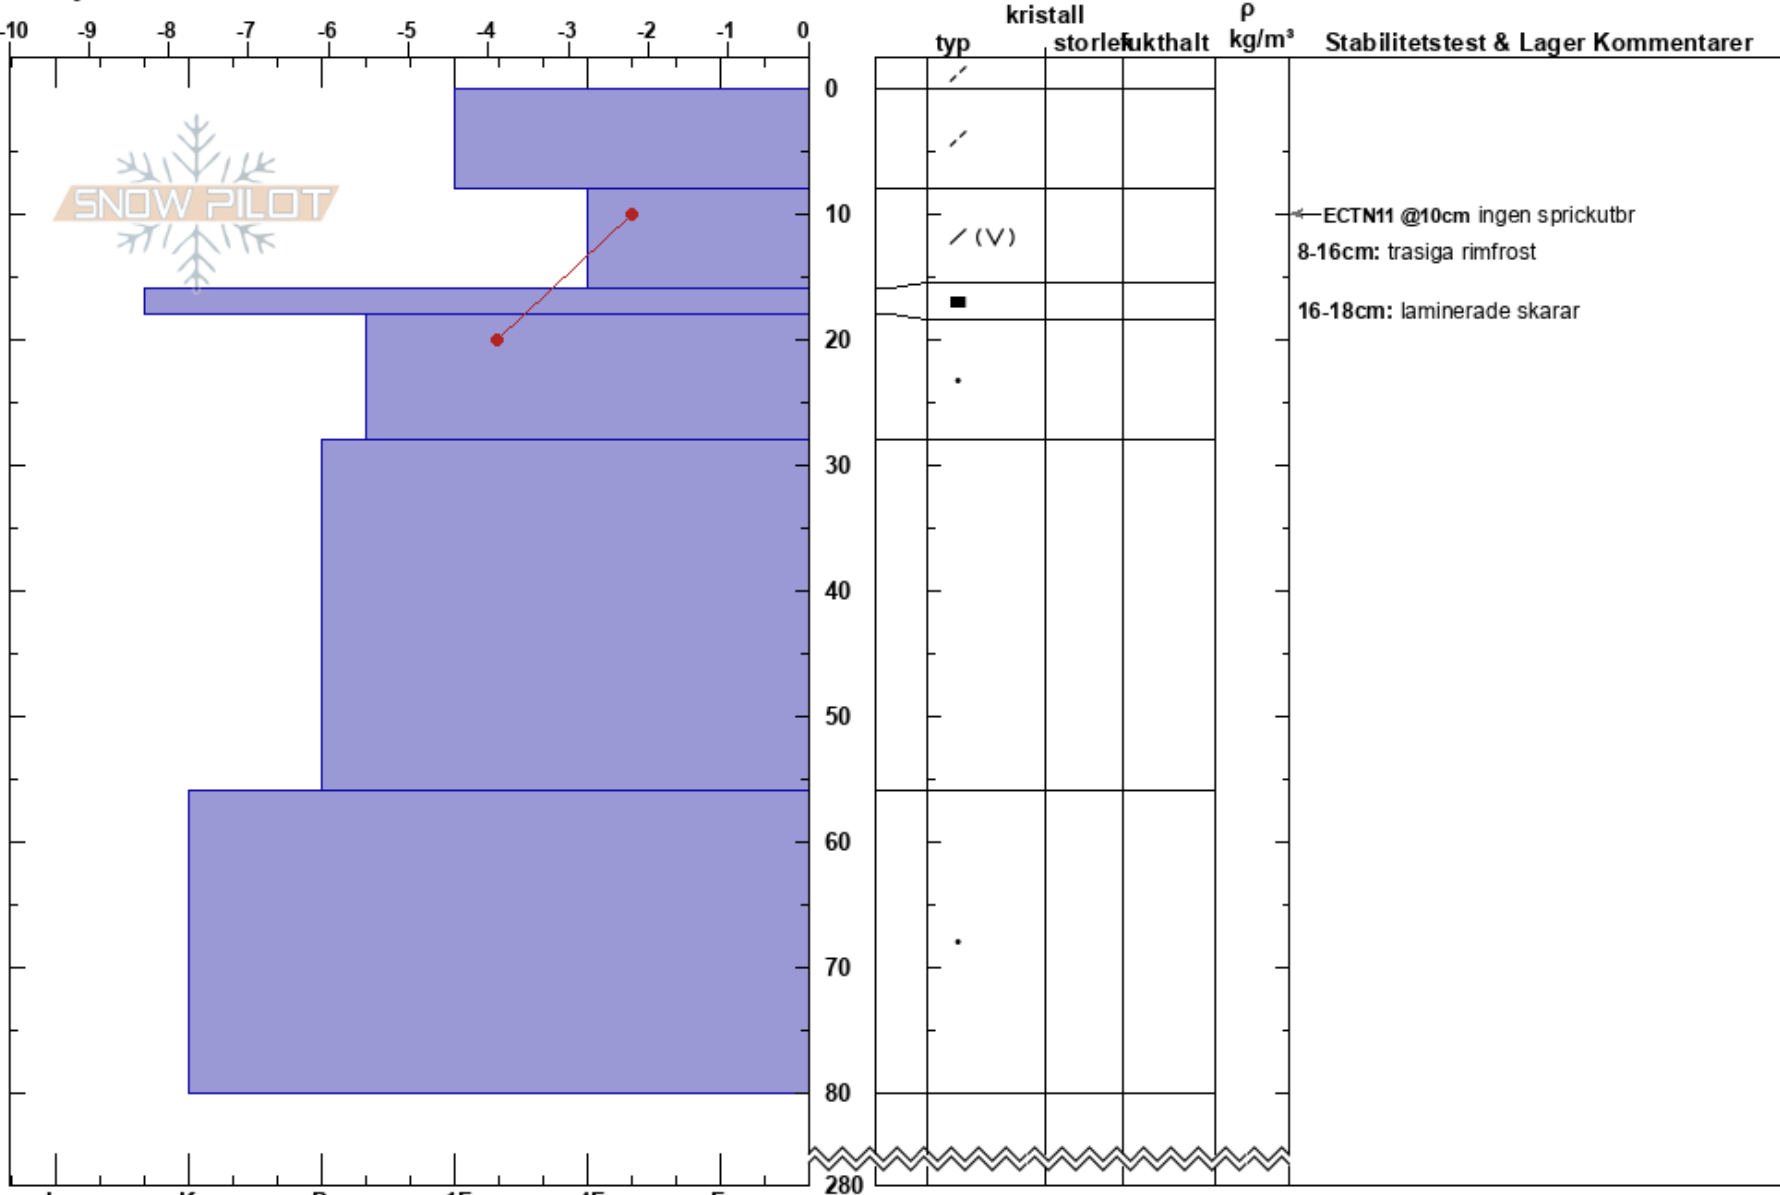 kristall
ρ
-10 -9 -8 -7 -6 -5 -4 -3 -2 -1 0
typ storlek fukthalt kg/m³ Stabilitetstest & Lager Kommentarer
0
SNOW PILOT
10
ECTN11 @10cm ingen sprickutbr
(V)
8-16cm: trasiga rimfrost
16-18cm: laminerade skarar
20
30
40
50
60
70
80
280